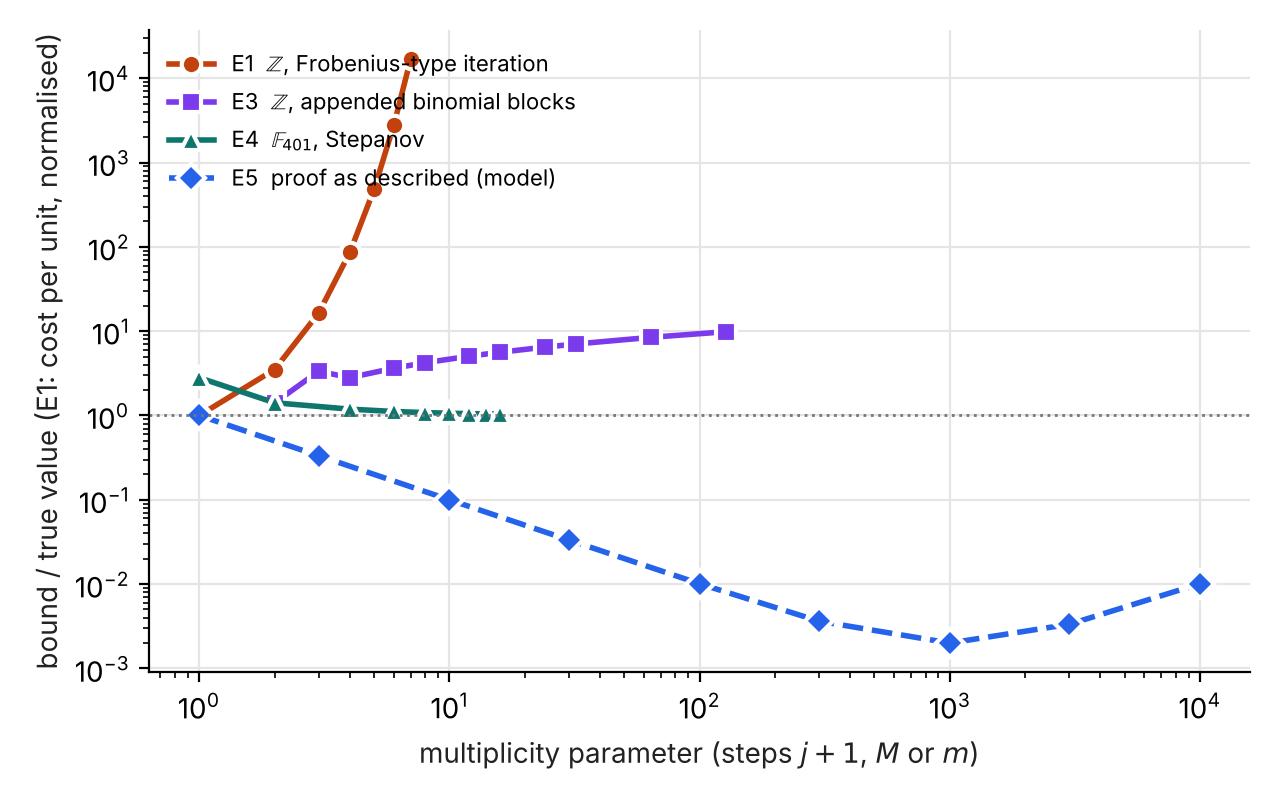 bound / true value (E1: cost per unit, normalised)
10⁴
10³
10²
10¹
10⁰
10⁻¹
10⁻²
10⁻³
E1 ℤ, Frobenius-type iteration
E3 ℤ, appended binomial blocks
E4 𝔽₄₀₁, Stepanov
E5 proof as described (model)
10⁰ 10¹ 10² 10³ 10⁴
multiplicity parameter (steps j + 1, M or m)